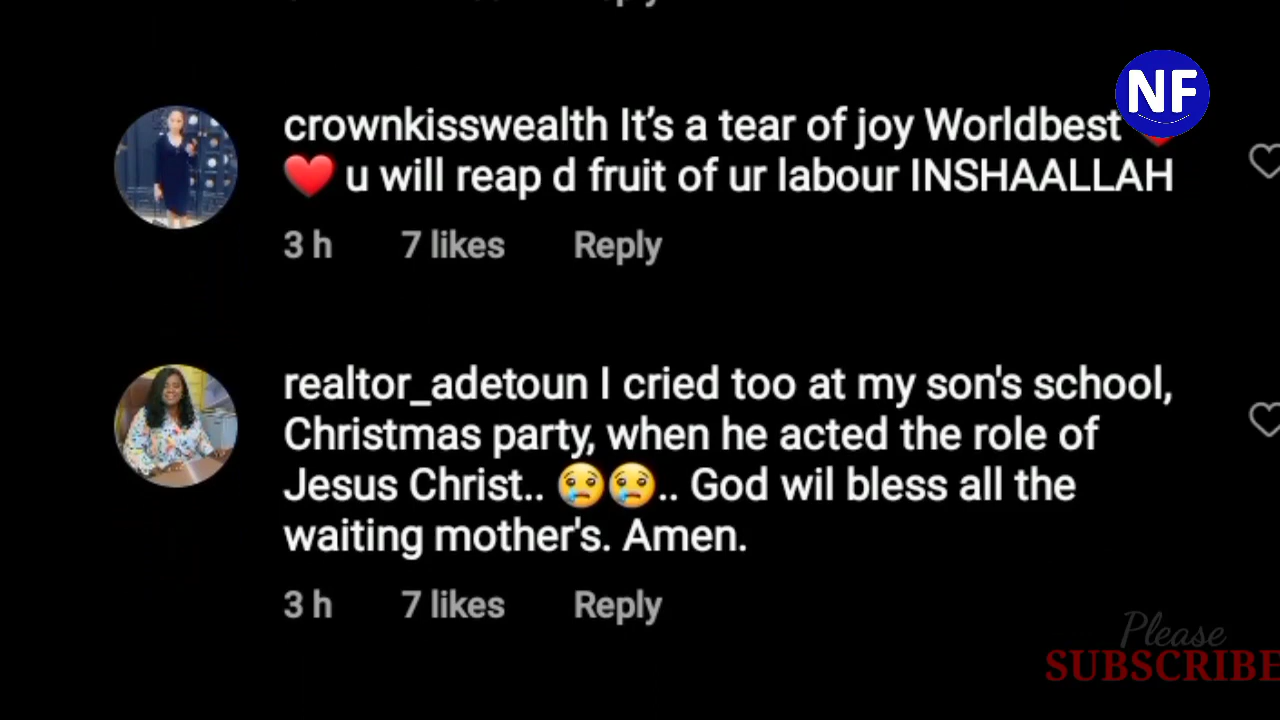 NF
crownkisswealth It's a tear of joy Worldbest ❤️
❤️ u will reap d fruit of ur labour INSHAALLAH
3 h 7 likes Reply
realtor_adetoun I cried too at my son's school,
Christmas party, when he acted the role of
Jesus Christ.. 😢😢.. God wil bless all the
waiting mother's. Amen.
3 h 7 likes Reply
Please
SUBSCRIBE